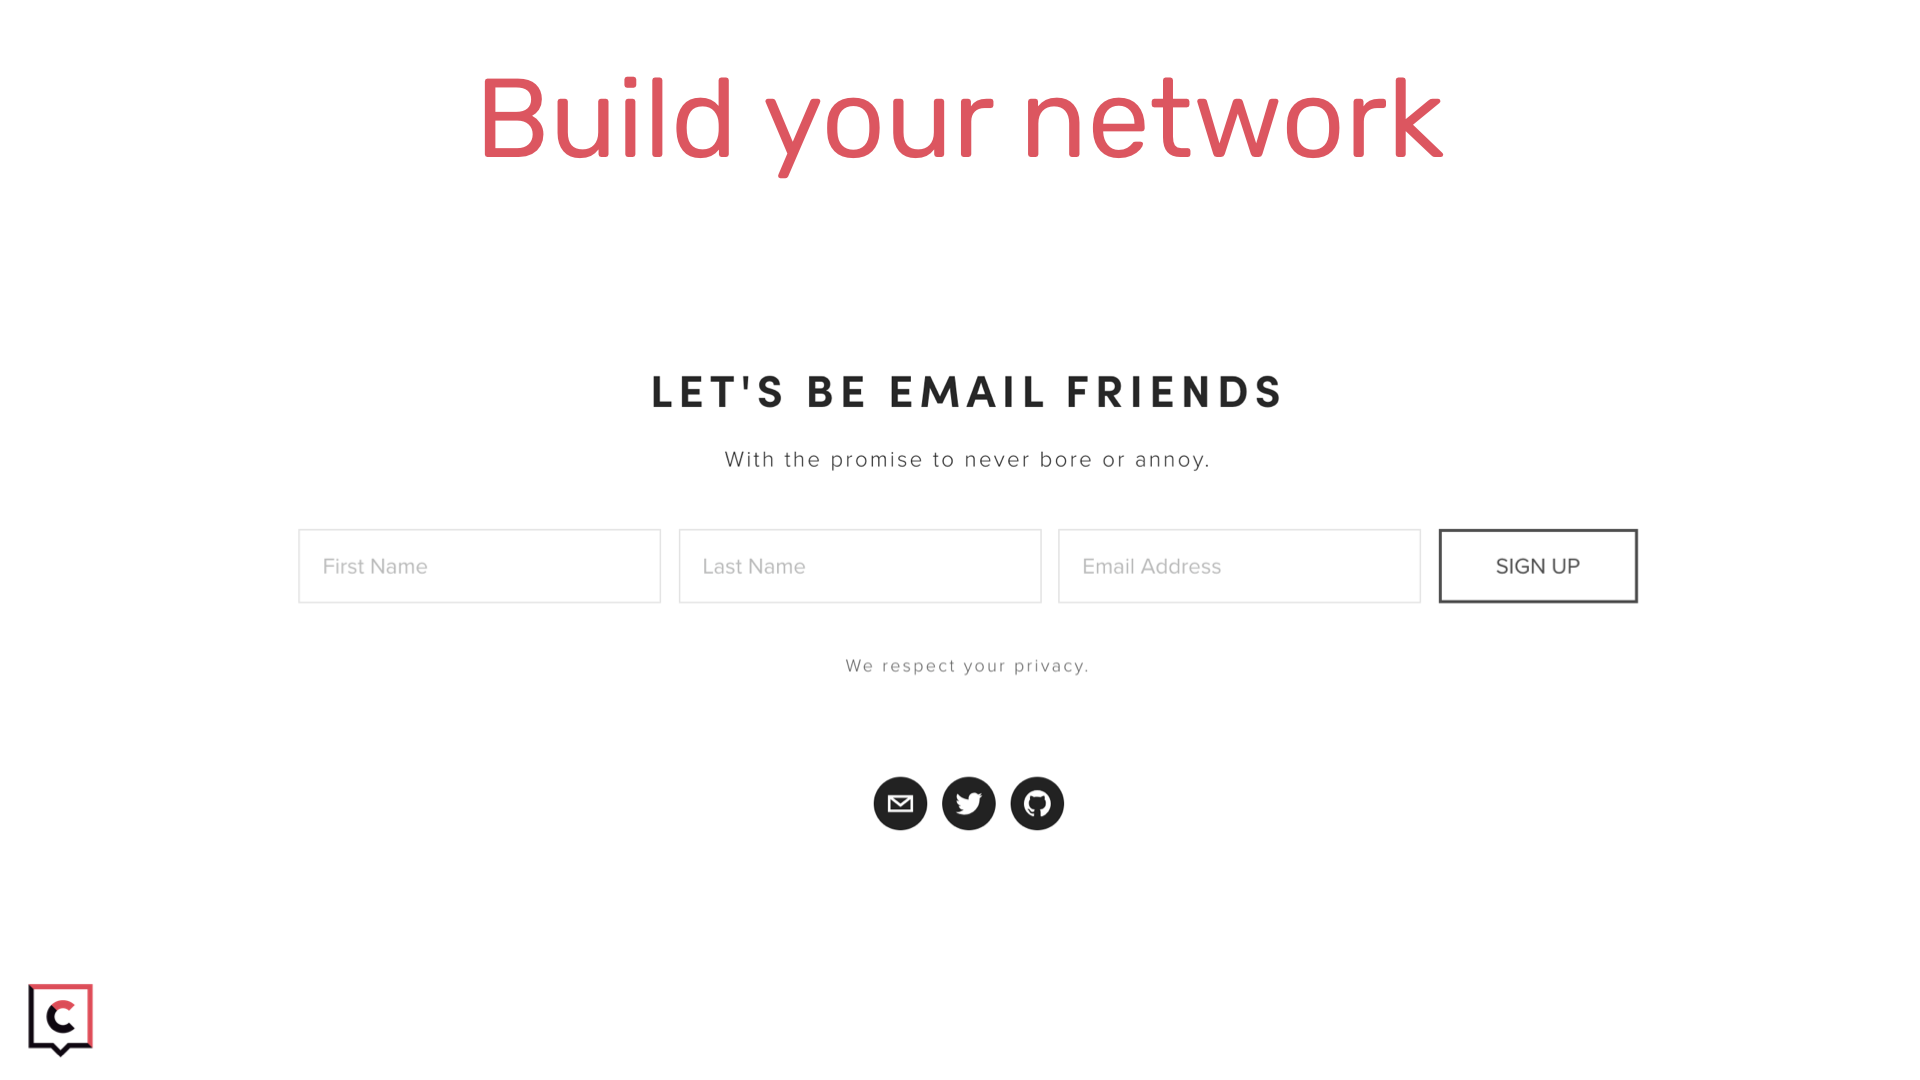 Build your network
LET'S BE EMAIL FRIENDS
With the promise to never bore or annoy.
First Name
Last Name
Email Address
SIGN UP
We respect your privacy.
C